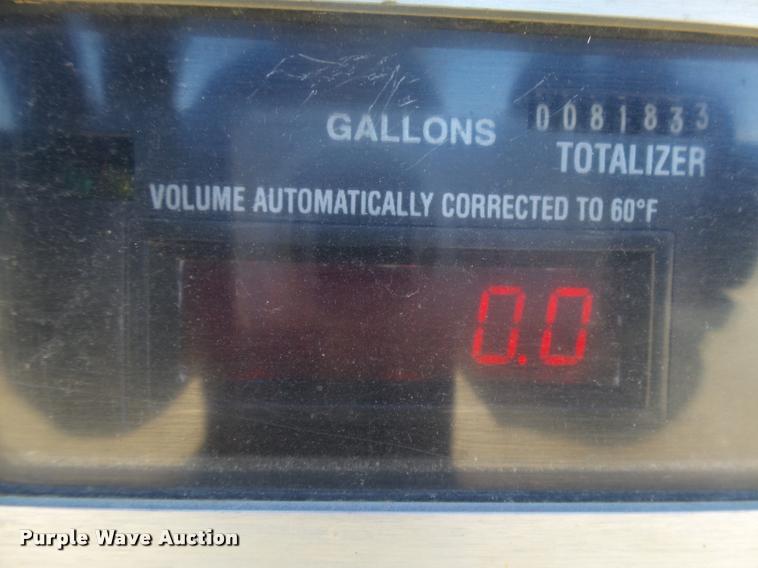 0081833
GALLONS
TOTALIZER
VOLUME AUTOMATICALLY CORRECTED TO 60°F
0.0
Purple Wave Auction